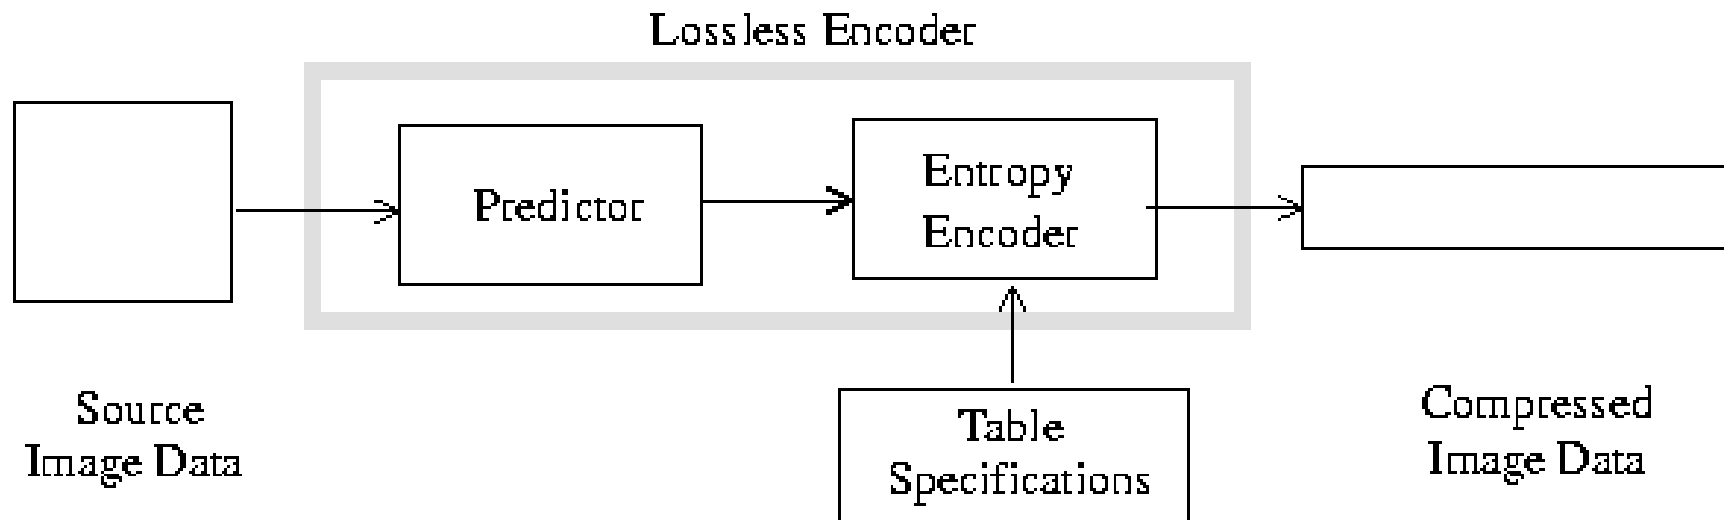 Lossless Encoder
Predictor
Entropy
Encoder
Source
Image Data
Table
Specifications
Compressed
Image Data